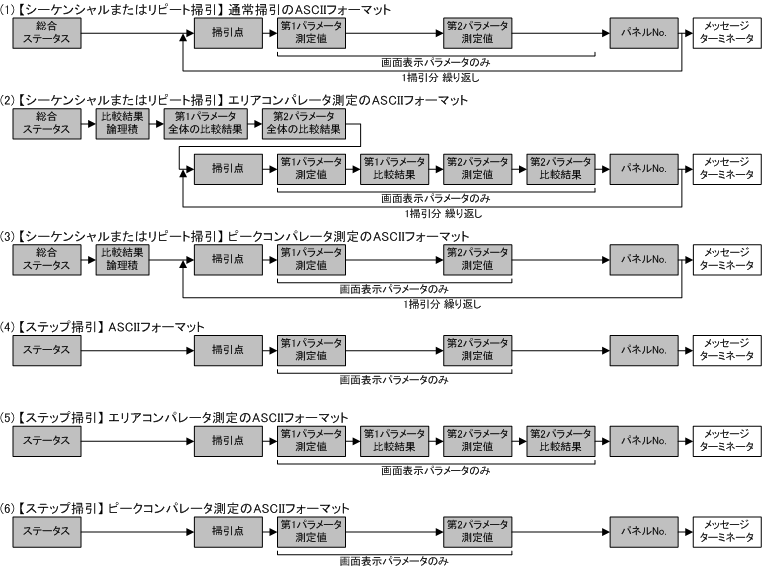 (1)【シーケンシャルまたはリピート掃引】通常掃引のASCIIフォーマット
総合
ステータス
掃引点
第1パラメータ
測定値
第2パラメータ
測定値
パネルNo.
メッセージ
ターミネータ
画面表示パラメータのみ
1掃引分 繰り返し
(2)【シーケンシャルまたはリピート掃引】エリアコンパレータ測定のASCIIフォーマット
総合
ステータス
比較結果
論理積
第1パラメータ
全体の比較結果
第2パラメータ
全体の比較結果
掃引点
第1パラメータ
測定値
第1パラメータ
比較結果
第2パラメータ
測定値
第2パラメータ
比較結果
パネルNo.
メッセージ
ターミネータ
画面表示パラメータのみ
1掃引分 繰り返し
(3)【シーケンシャルまたはリピート掃引】ピークコンパレータ測定のASCIIフォーマット
総合
ステータス
比較結果
論理積
掃引点
第1パラメータ
測定値
第2パラメータ
測定値
パネルNo.
メッセージ
ターミネータ
画面表示パラメータのみ
1掃引分 繰り返し
(4)【ステップ掃引】ASCIIフォーマット
ステータス
掃引点
第1パラメータ
測定値
第2パラメータ
測定値
パネルNo.
メッセージ
ターミネータ
画面表示パラメータのみ
(5)【ステップ掃引】エリアコンパレータ測定のASCIIフォーマット
ステータス
掃引点
第1パラメータ
測定値
第1パラメータ
比較結果
第2パラメータ
測定値
第2パラメータ
比較結果
パネルNo.
メッセージ
ターミネータ
画面表示パラメータのみ
(6)【ステップ掃引】ピークコンパレータ測定のASCIIフォーマット
ステータス
掃引点
第1パラメータ
測定値
第2パラメータ
測定値
パネルNo.
メッセージ
ターミネータ
画面表示パラメータのみ